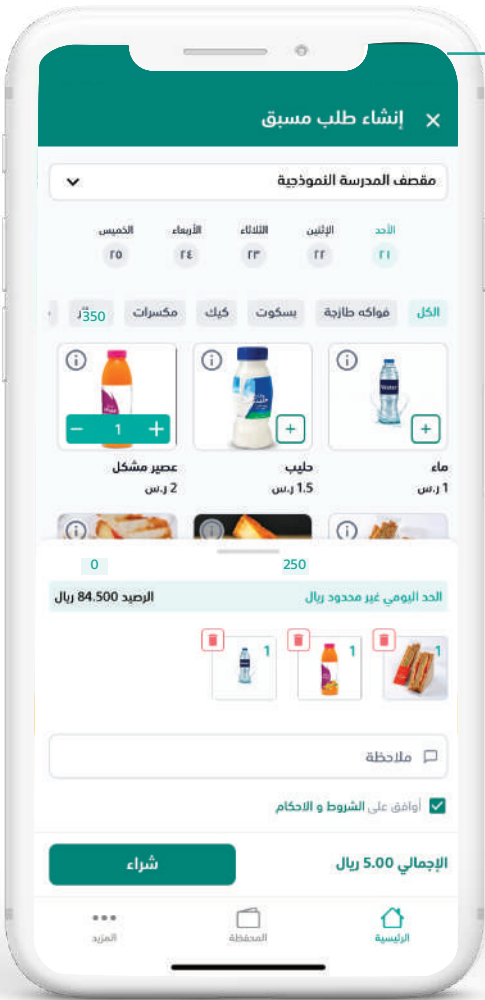 إنشاء طلب مسبق
مقصف المدرسة النموذجية
الأحد الإثنين الثلاثاء الأربعاء الخميس
٢١ ٢٢ ٢٣ ٢٤ ٢٥
الكل فواكه طازجة بسكوت كيك مكسرات 350
Water
1
ماء حليب عصير مشكل
1 ر.س 1.5 ر.س 2 ر.س
250 0
الحد اليومي غير محدود ريال الرصيد 84.500 ريال
1 1 1
ملاحظة
أوافق على الشروط و الاحكام
الإجمالي 5.00 ريال شراء
الرئيسية المحفظة المزيد